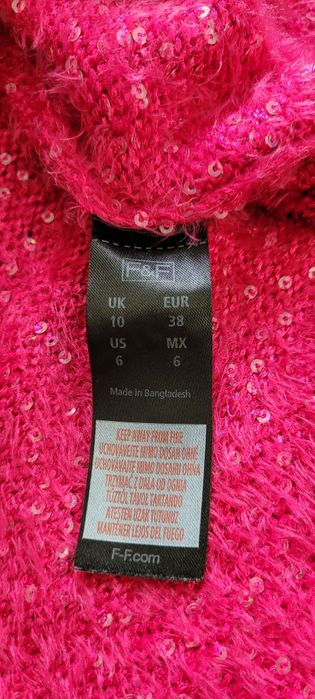 F&F
UK EUR
10 38
US MX
6 6
Made in Bangladesh
KEEP AWAY FROM FIRE
UCHOVÁVEJTE MIMO DOSAH OHNĚ
UCHOVÁVAJTE MIMO DOSAHU OHŇA
TRZYMAĆ Z DALA OD OGNIA
TŰZTŐL TÁVOL TARTANDÓ
ATEŞTEN UZAK TUTUNUZ
MANTÉNER LEJOS DEL FUEGO
F-F.com